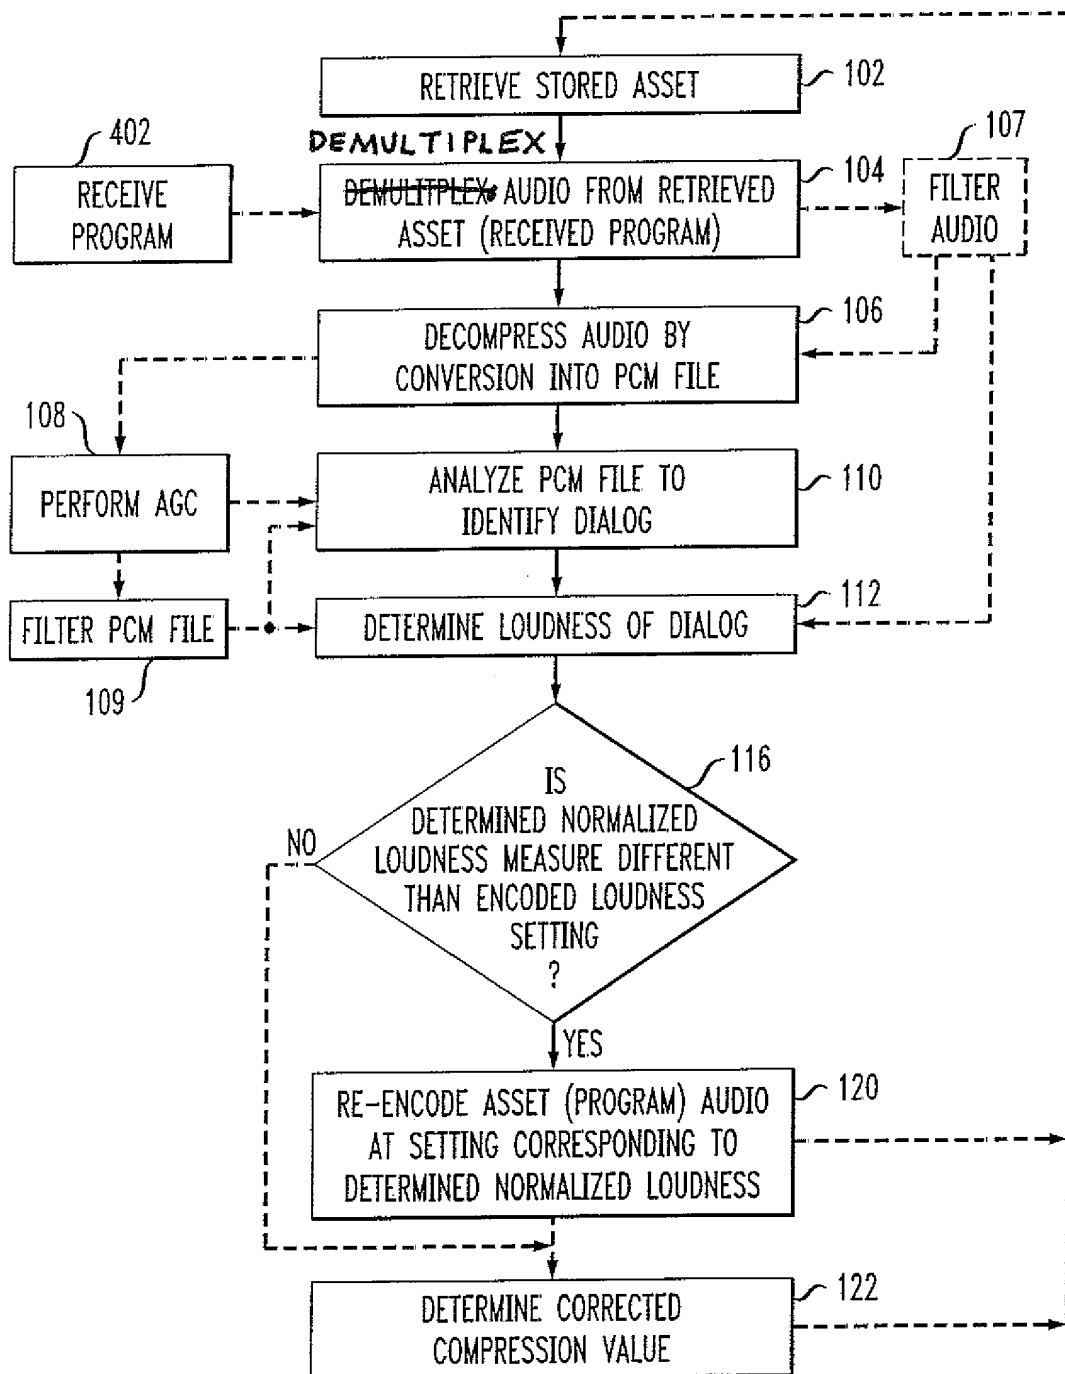 RETRIEVE STORED ASSET
102
DEMULTIPLEX
402
RECEIVE
PROGRAM
DEMULITPLEX AUDIO FROM RETRIEVED
ASSET (RECEIVED PROGRAM)
104
107
FILTER
AUDIO
DECOMPRESS AUDIO BY
CONVERSION INTO PCM FILE
106
108
PERFORM AGC
ANALYZE PCM FILE TO
IDENTIFY DIALOG
110
FILTER PCM FILE
109
DETERMINE LOUDNESS OF DIALOG
112
IS
DETERMINED NORMALIZED
LOUDNESS MEASURE DIFFERENT
THAN ENCODED LOUDNESS
SETTING
?
116
NO
YES
RE-ENCODE ASSET (PROGRAM) AUDIO
AT SETTING CORRESPONDING TO
DETERMINED NORMALIZED LOUDNESS
120
DETERMINE CORRECTED
COMPRESSION VALUE
122